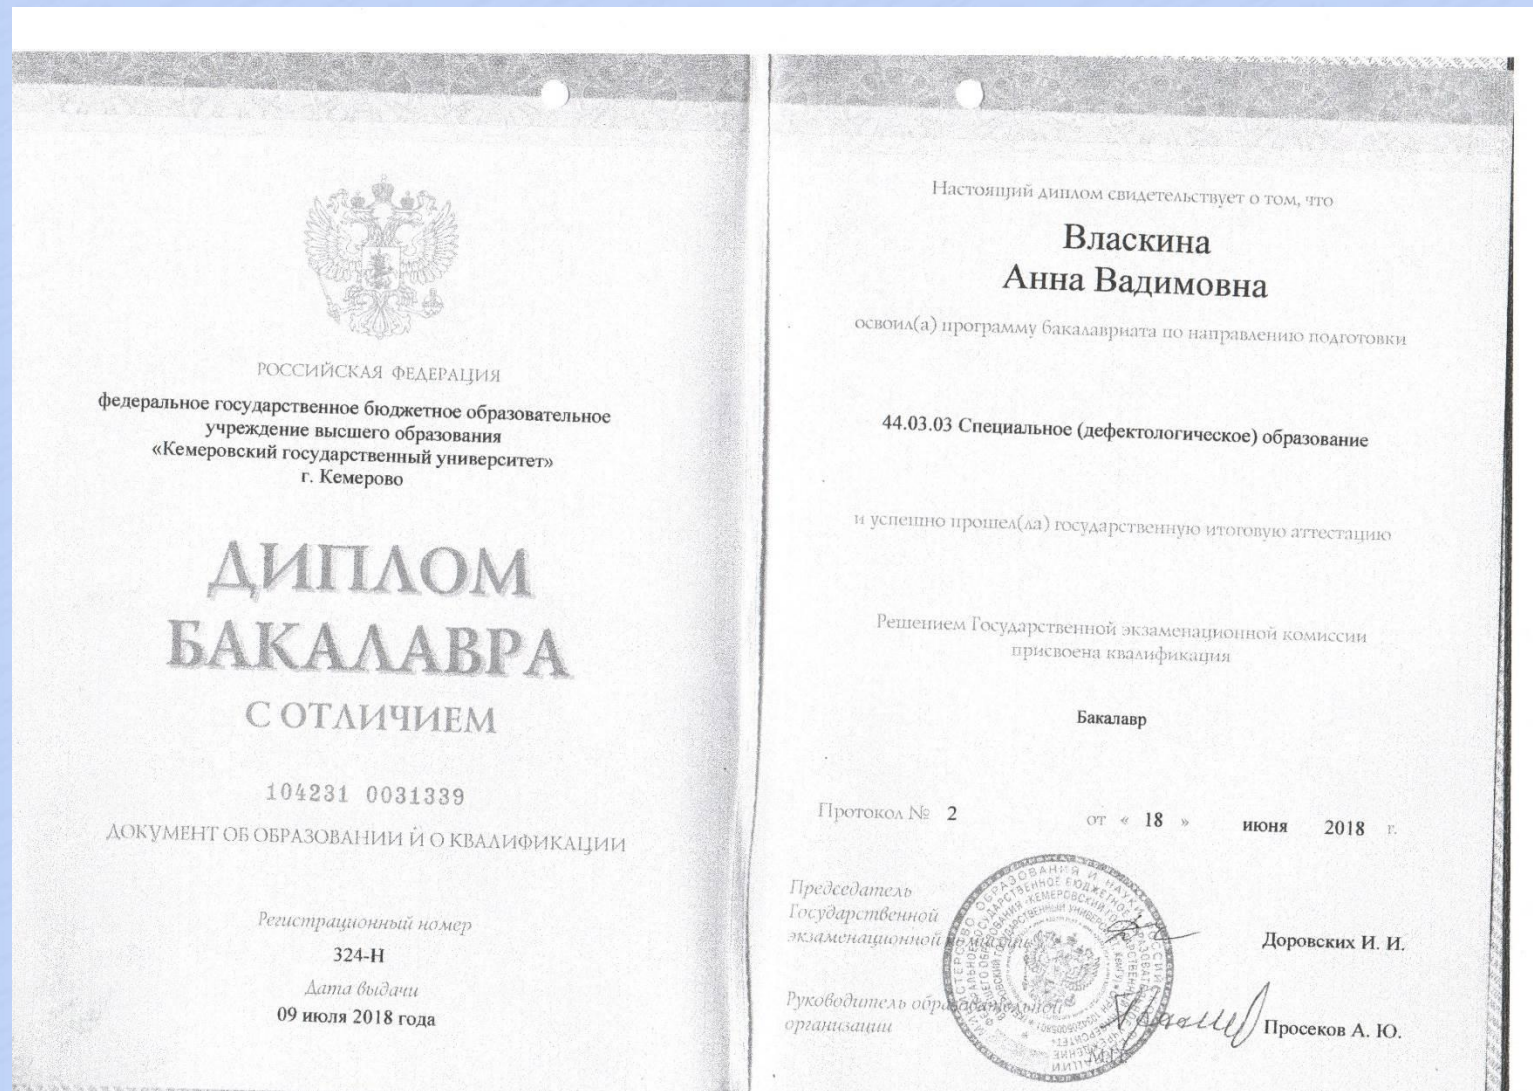 РОССИЙСКАЯ ФЕДЕРАЦИЯ
федеральное государственное бюджетное образовательное
учреждение высшего образования
«Кемеровский государственный университет»
г. Кемерово
ДИПЛОМ
БАКАЛАВРА
С ОТЛИЧИЕМ
104231 0031339
ДОКУМЕНТ ОБ ОБРАЗОВАНИИ И О КВАЛИФИКАЦИИ
Регистрационный номер
324-Н
Дата выдачи
09 июля 2018 года
Настоящий диплом свидетельствует о том, что
Власкина
Анна Вадимовна
освоил(а) программу бакалавриата по направлению подготовки
44.03.03 Специальное (дефектологическое) образование
и успешно прошел(ла) государственную итоговую аттестацию
Решением Государственной экзаменационной комиссии
присвоена квалификация
Бакалавр
Протокол № 2 от « 18 » июня 2018 г.
Председатель
Государственной
экзаменационной комиссии
Доровских И. И.
Руководитель образовательной
организации
Просеков А. Ю.
М.П.